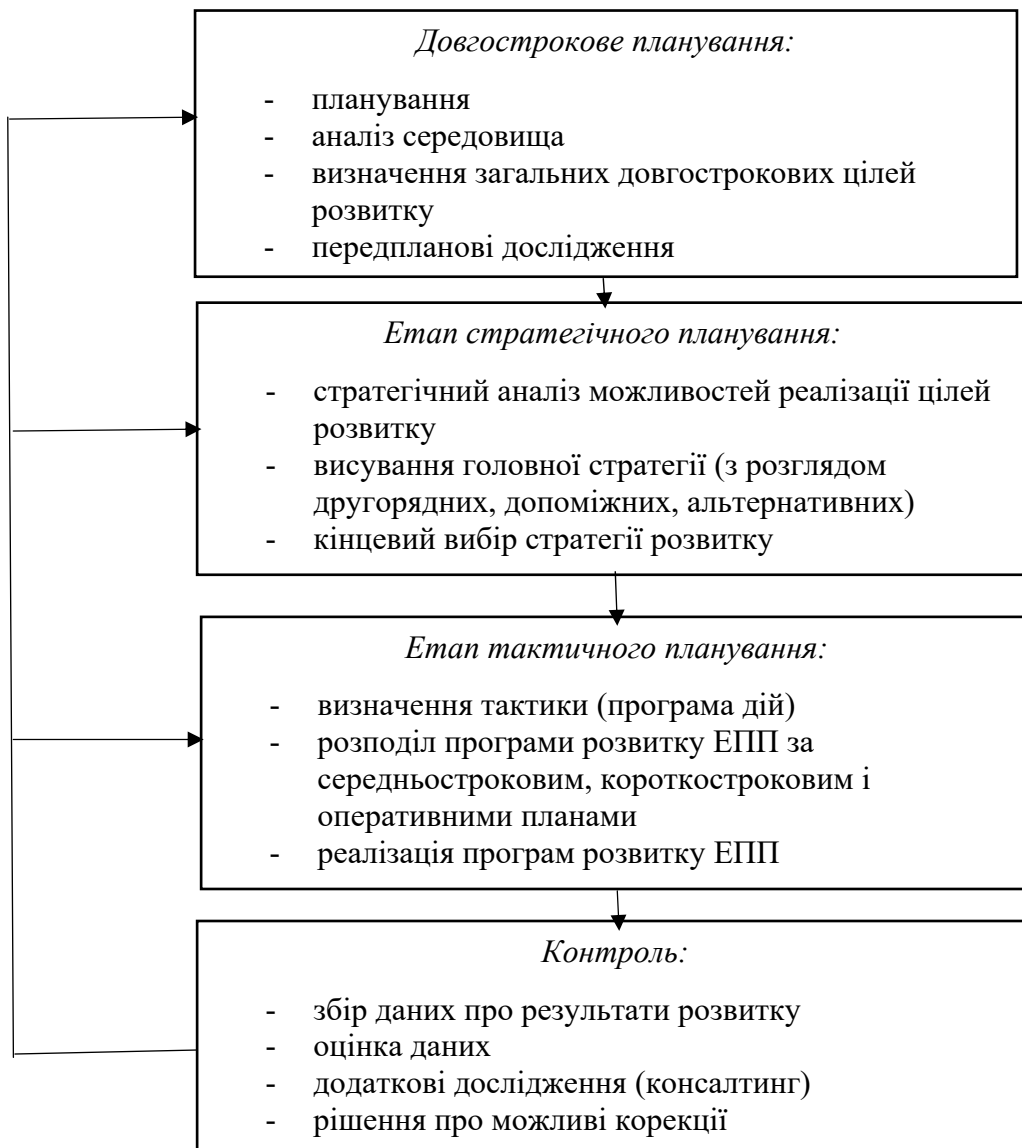 Довгострокове планування:
- планування
- аналіз середовища
- визначення загальних довгострокових цілей
розвитку
- передпланові дослідження
Етап стратегічного планування:
- стратегічний аналіз можливостей реалізації цілей
розвитку
- висування головної стратегії (з розглядом
другорядних, допоміжних, альтернативних)
- кінцевий вибір стратегії розвитку
Етап тактичного планування:
- визначення тактики (програма дій)
- розподіл програми розвитку ЕПП за
середньостроковим, короткостроковим і
оперативними планами
- реалізація програм розвитку ЕПП
Контроль:
- збір даних про результати розвитку
- оцінка даних
- додаткові дослідження (консалтинг)
- рішення про можливі корекції